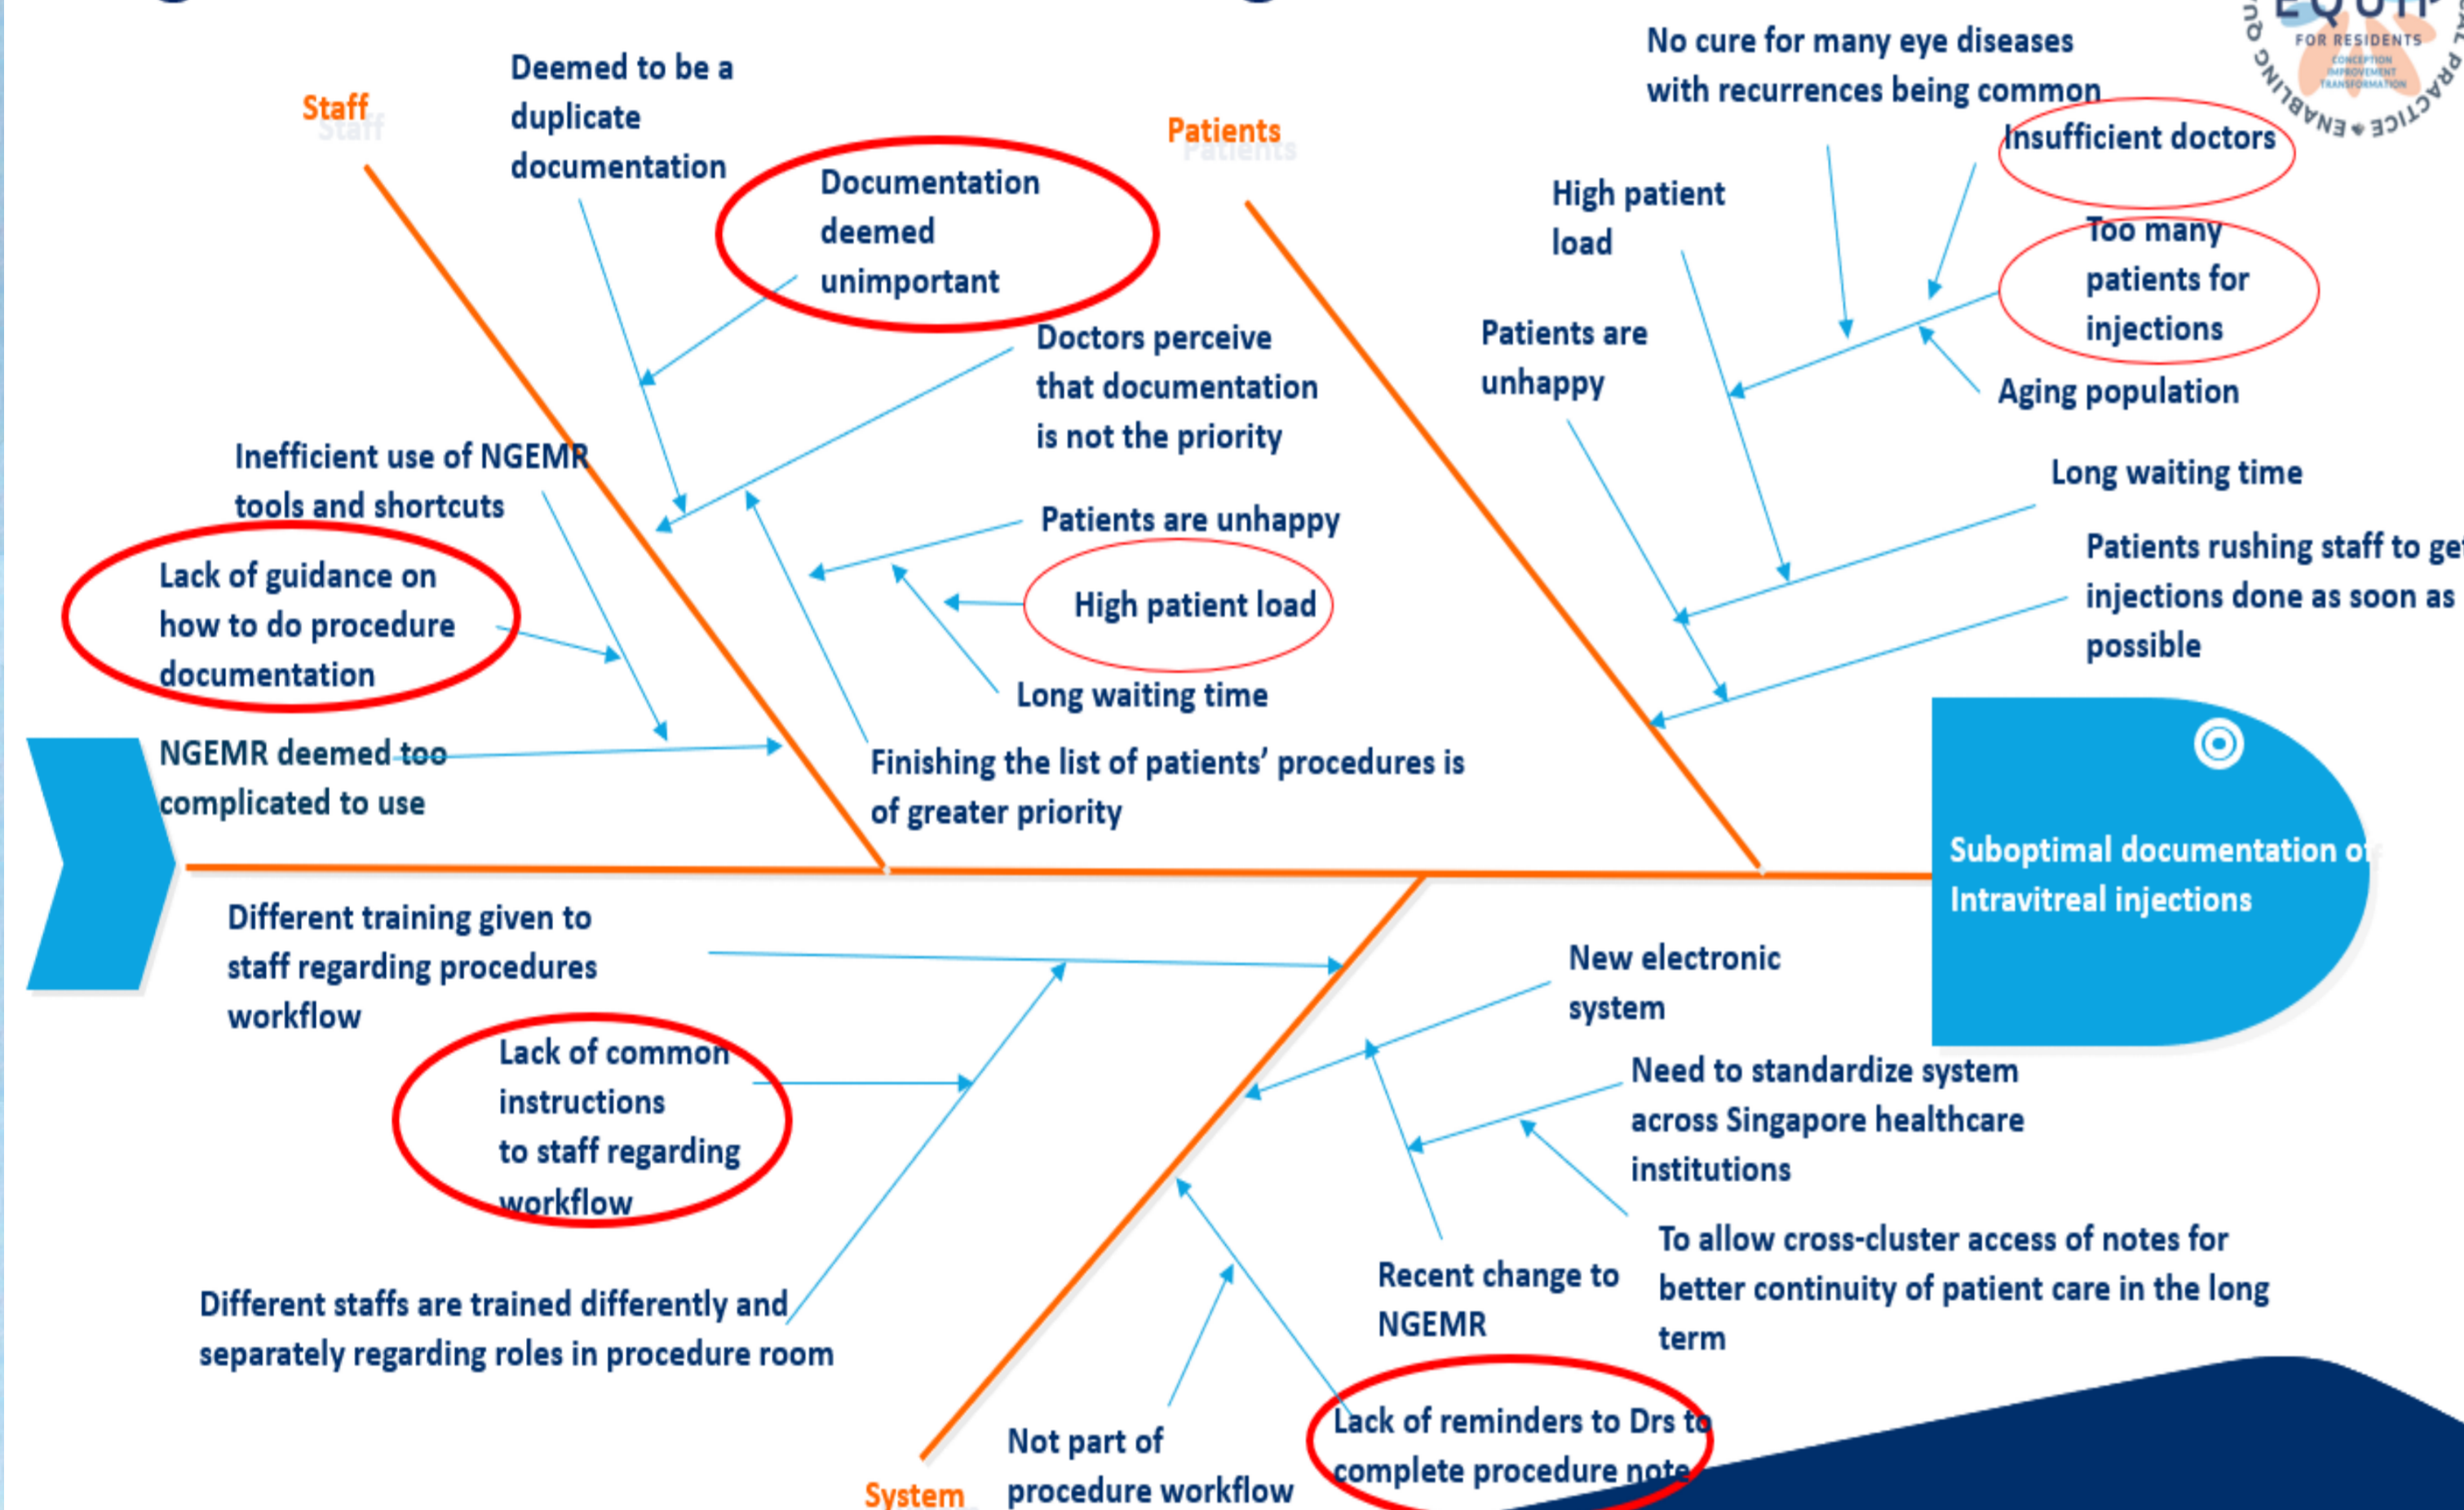 EQUIP
FOR RESIDENTS
CONCEPTION
IMPROVEMENT
TRANSFORMATION
Staff
Deemed to be a
duplicate
documentation
Documentation
deemed
unimportant
Doctors perceive
that documentation
is not the priority
Patients are unhappy
High patient load
Long waiting time
Finishing the list of patients' procedures is
of greater priority
Inefficient use of NGEMR
tools and shortcuts
Lack of guidance on
how to do procedure
documentation
NGEMR deemed too
complicated to use
Patients
No cure for many eye diseases
with recurrences being common
Insufficient doctors
High patient
load
Too many
patients for
injections
Patients are
unhappy
Aging population
Long waiting time
Patients rushing staff to get
injections done as soon as
possible
Suboptimal documentation of
Intravitreal injections
Different training given to
staff regarding procedures
workflow
Lack of common
instructions
to staff regarding
workflow
Different staffs are trained differently and
separately regarding roles in procedure room
New electronic
system
Need to standardize system
across Singapore healthcare
institutions
To allow cross-cluster access of notes for
better continuity of patient care in the long
term
Recent change to
NGEMR
Lack of reminders to Drs to
complete procedure note
Not part of
procedure workflow
System